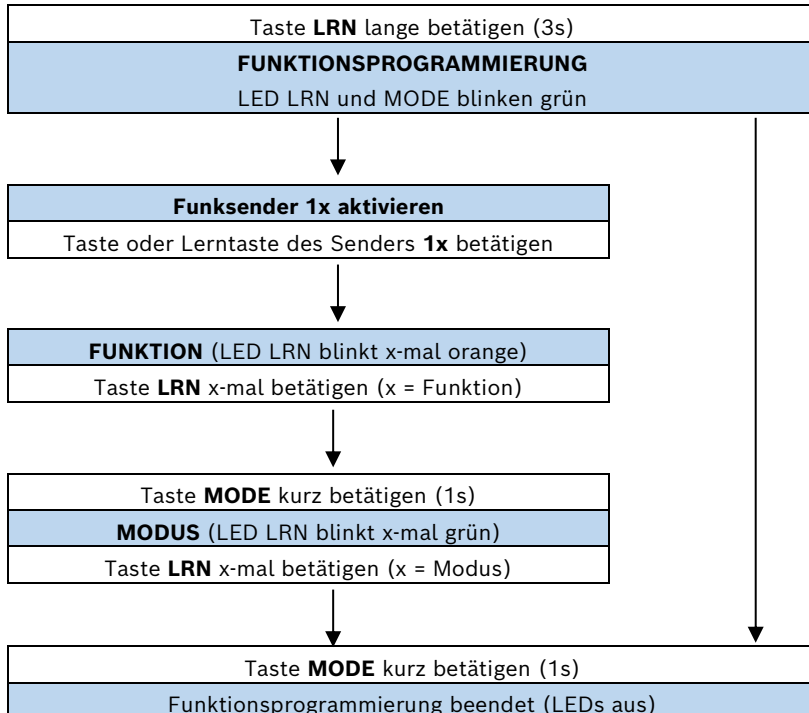 Taste LRN lange betätigen (3s)
FUNKTIONSPROGRAMMIERUNG
LED LRN und MODE blinken grün
Funksender 1x aktivieren
Taste oder Lerntaste des Senders 1x betätigen
FUNKTION (LED LRN blinkt x-mal orange)
Taste LRN x-mal betätigen (x = Funktion)
Taste MODE kurz betätigen (1s)
MODUS (LED LRN blinkt x-mal grün)
Taste LRN x-mal betätigen (x = Modus)
Taste MODE kurz betätigen (1s)
Funktionsprogrammierung beendet (LEDs aus)